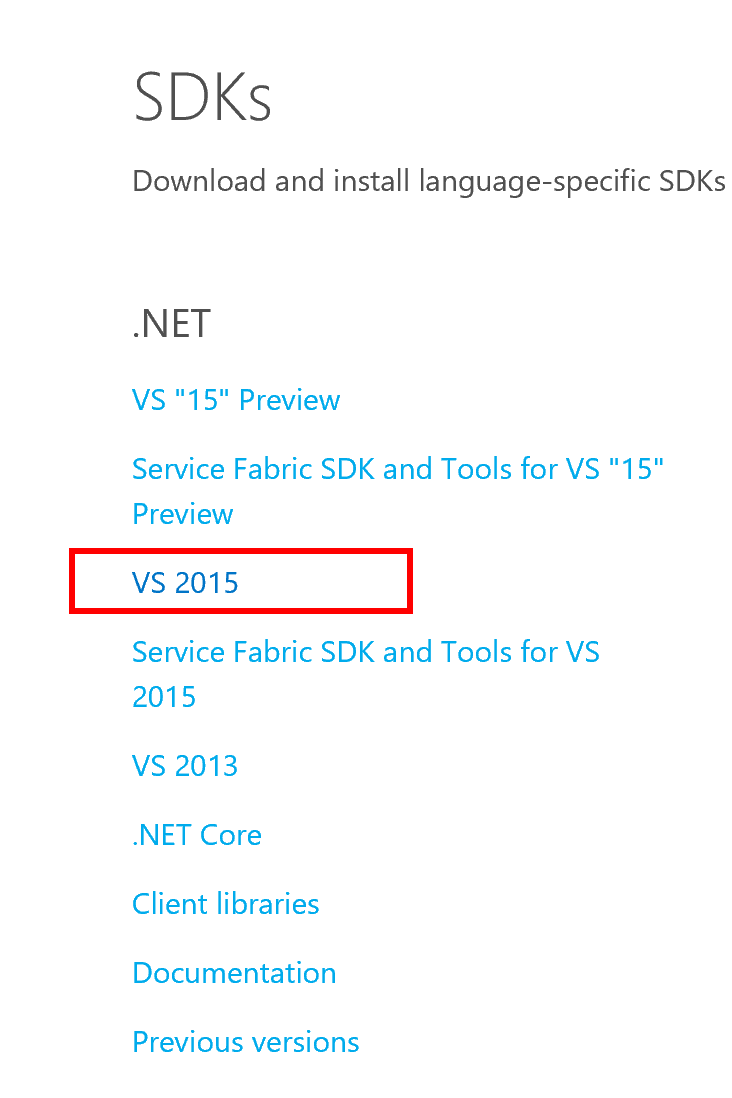 SDKs
Download and install language-specific SDKs
.NET
VS "15" Preview
Service Fabric SDK and Tools for VS "15"
Preview
VS 2015
Service Fabric SDK and Tools for VS
2015
VS 2013
.NET Core
Client libraries
Documentation
Previous versions